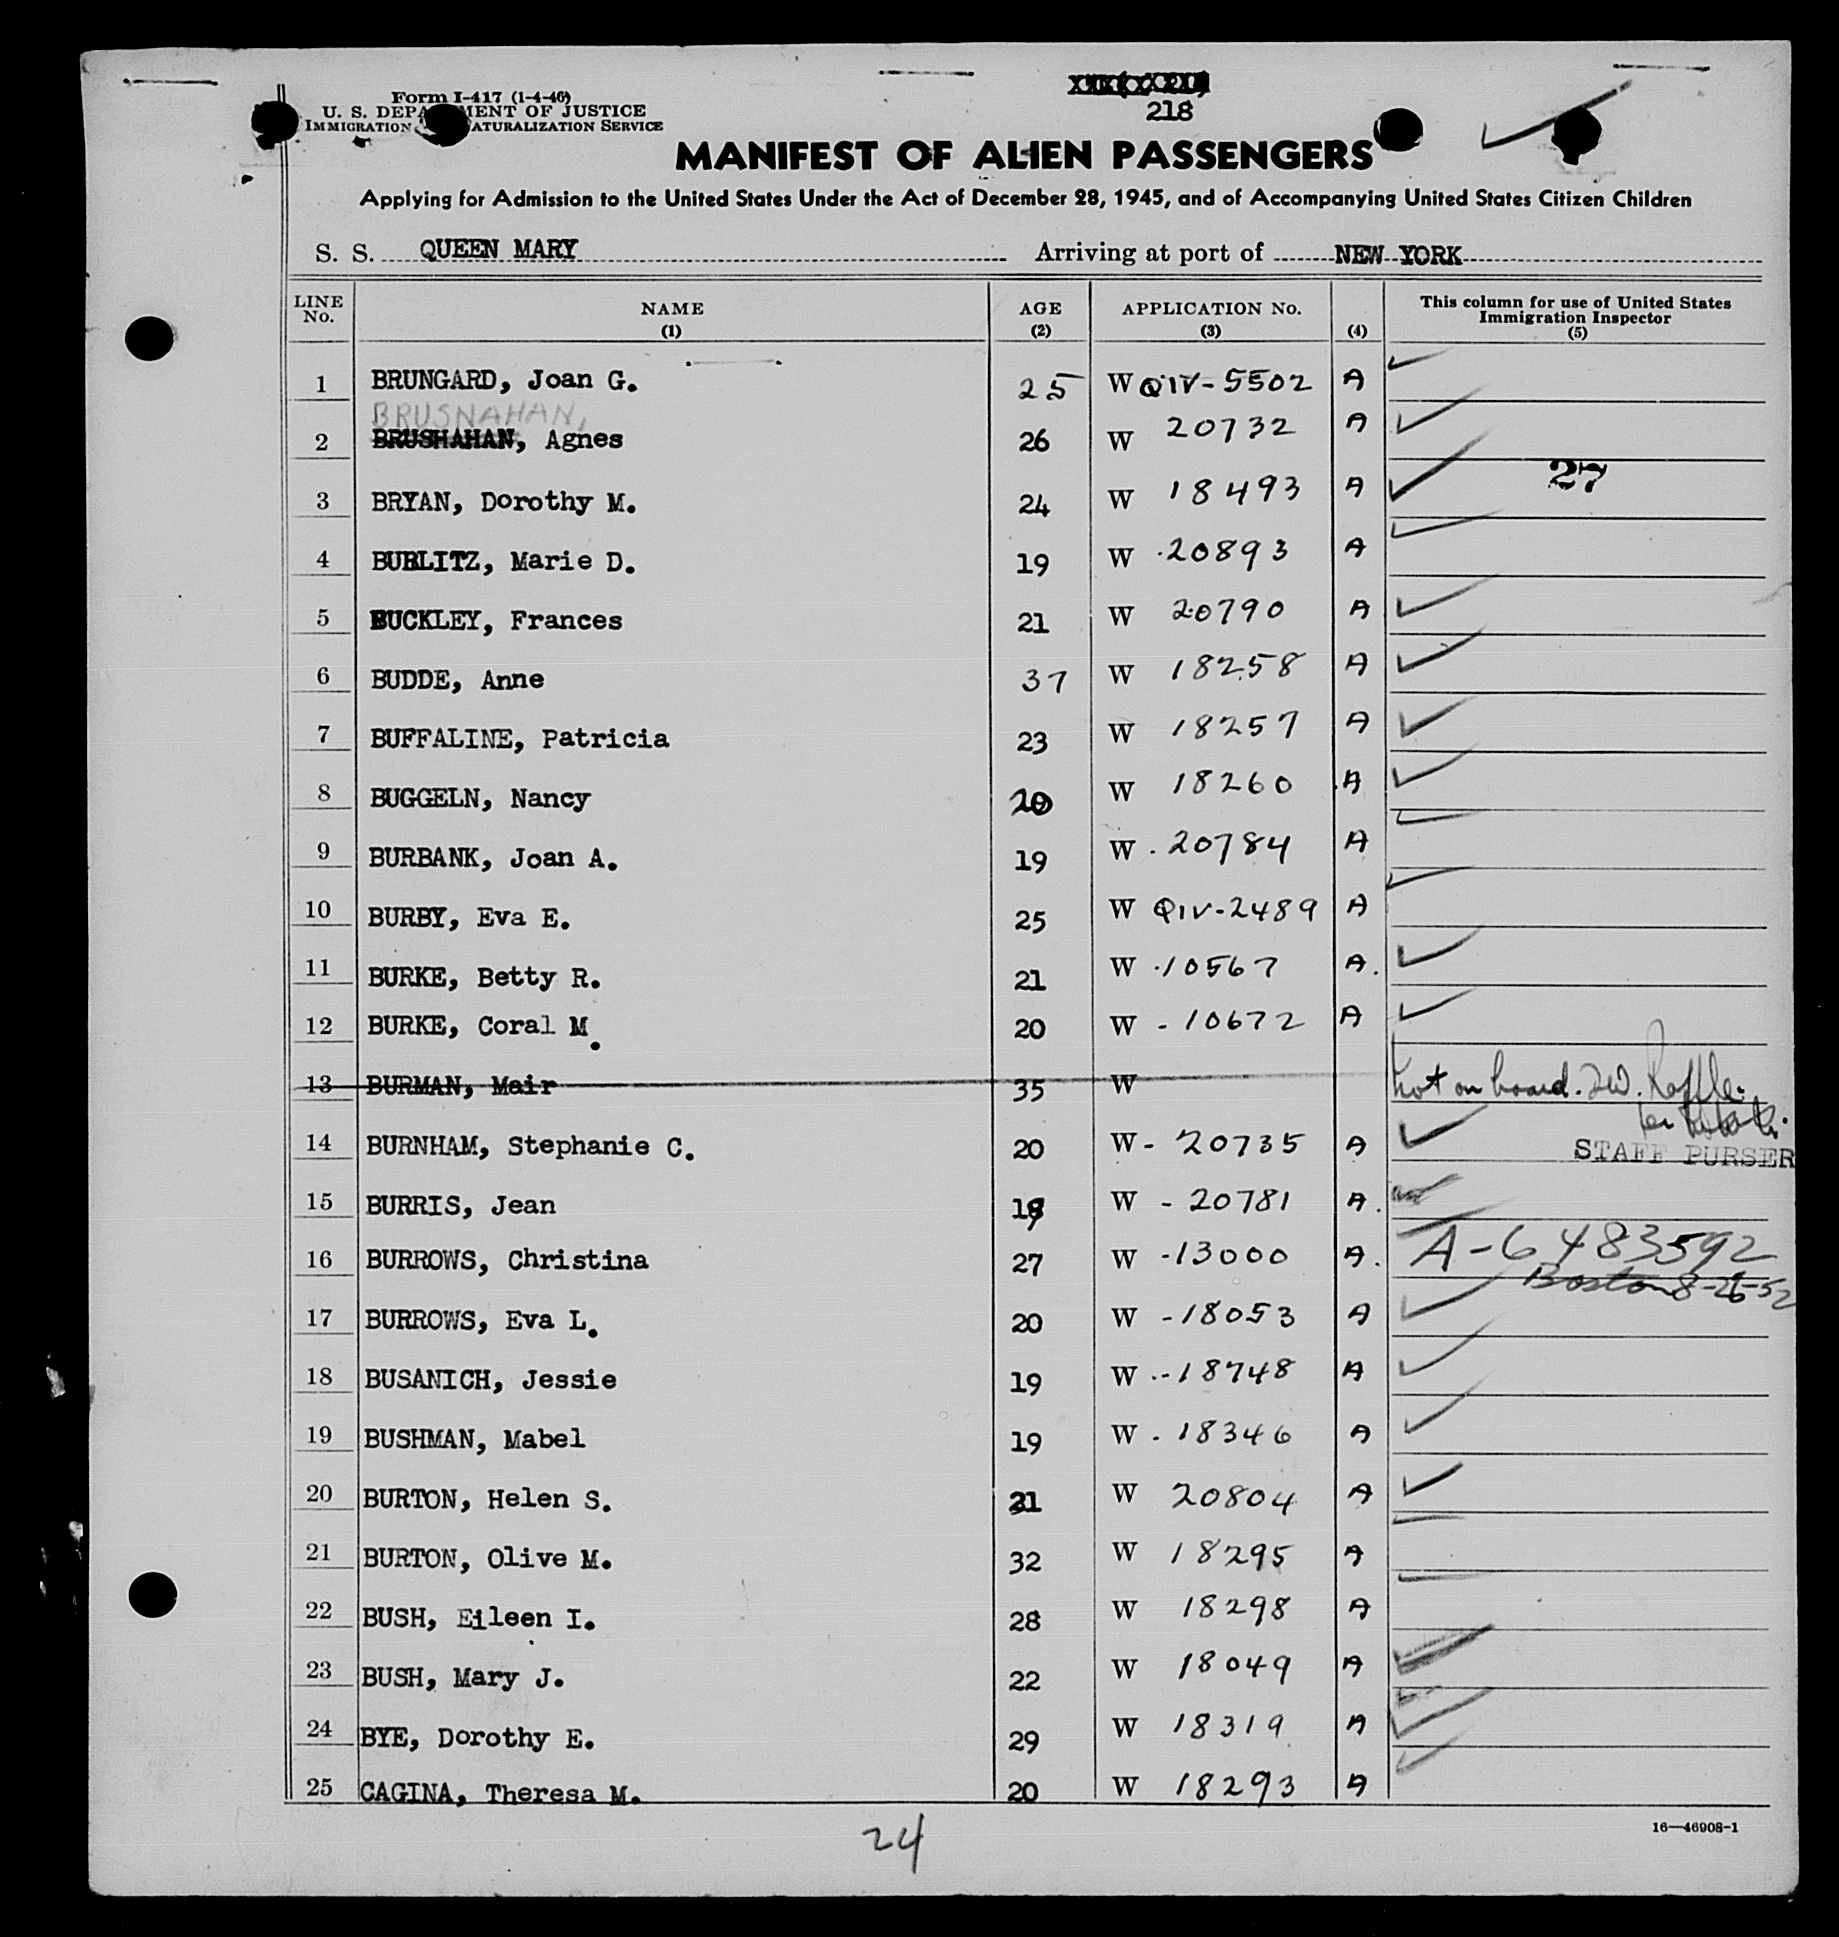 Form I-417 (1-4-46)
U. S. DEPARTMENT OF JUSTICE
IMMIGRATION NATURALIZATION SERVICE
218
MANIFEST OF ALIEN PASSENGERS
Applying for Admission to the United States Under the Act of December 28, 1945, and of Accompanying United States Citizen Children
S. S. QUEEN MARY Arriving at port of NEW YORK
LINE No. NAME (1) AGE (2) APPLICATION No. (3) (4) This column for use of United States Immigration Inspector (5)
1 BRUNGARD, Joan G. 25 W QIV-5502 A
BRUSNAHAN,
2 BRUSHAHAN, Agnes 26 W 20732 A
27
3 BRYAN, Dorothy M. 24 W 18493 A
4 BUBLITZ, Marie D. 19 W 20893 A
5 BUCKLEY, Frances 21 W 20790 A
6 BUDDE, Anne 37 W 18258 A
7 BUFFALINE, Patricia 23 W 18257 A
8 BUGGELN, Nancy 20 W 18260 A
9 BURBANK, Joan A. 19 W 20784 A
10 BURBY, Eva E. 25 W QIV-2489 A
11 BURKE, Betty R. 21 W 10567 A.
12 BURKE, Coral M. 20 W - 10672 A
13 BURMAN, Mair 35 W not on board.
14 BURNHAM, Stephanie C. 20 W - 20735 A
STAFF PURSER
15 BURRIS, Jean 19 W - 20781 A.
16 BURROWS, Christina 27 W -13000 A. A-6483592
Boston 8-26-52
17 BURROWS, Eva L. 20 W -18053 A
18 BUSANICH, Jessie 19 W -18748 A
19 BUSHMAN, Mabel 19 W - 18346 A
20 BURTON, Helen S. 21 W 20804 A
21 BURTON, Olive M. 32 W 18295 A
22 BUSH, Eileen I. 28 W 18298 A
23 BUSH, Mary J. 22 W 18049 A
24 BYE, Dorothy E. 29 W 18319 A
25 CAGINA, Theresa M. 20 W 18293 A
24
16—46908-1